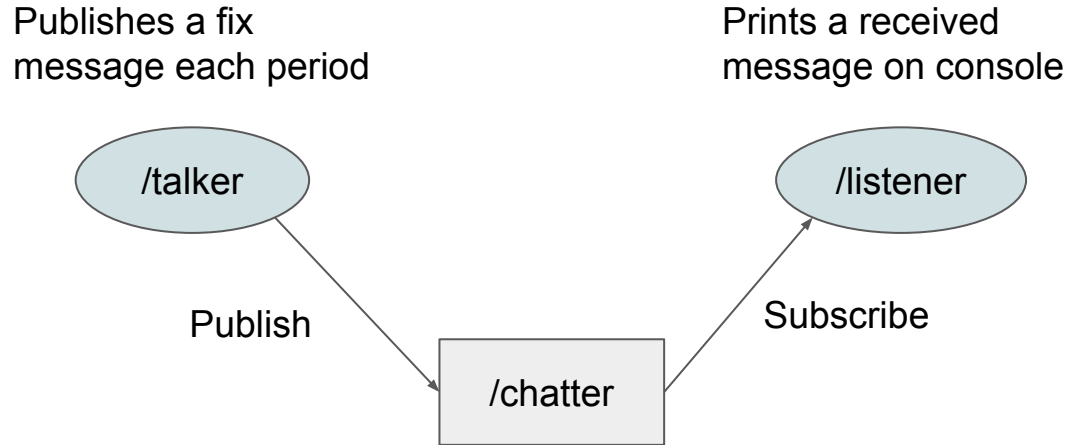 Publishes a fix
message each period
Prints a received
message on console
/talker
/listener
Publish
Subscribe
/chatter